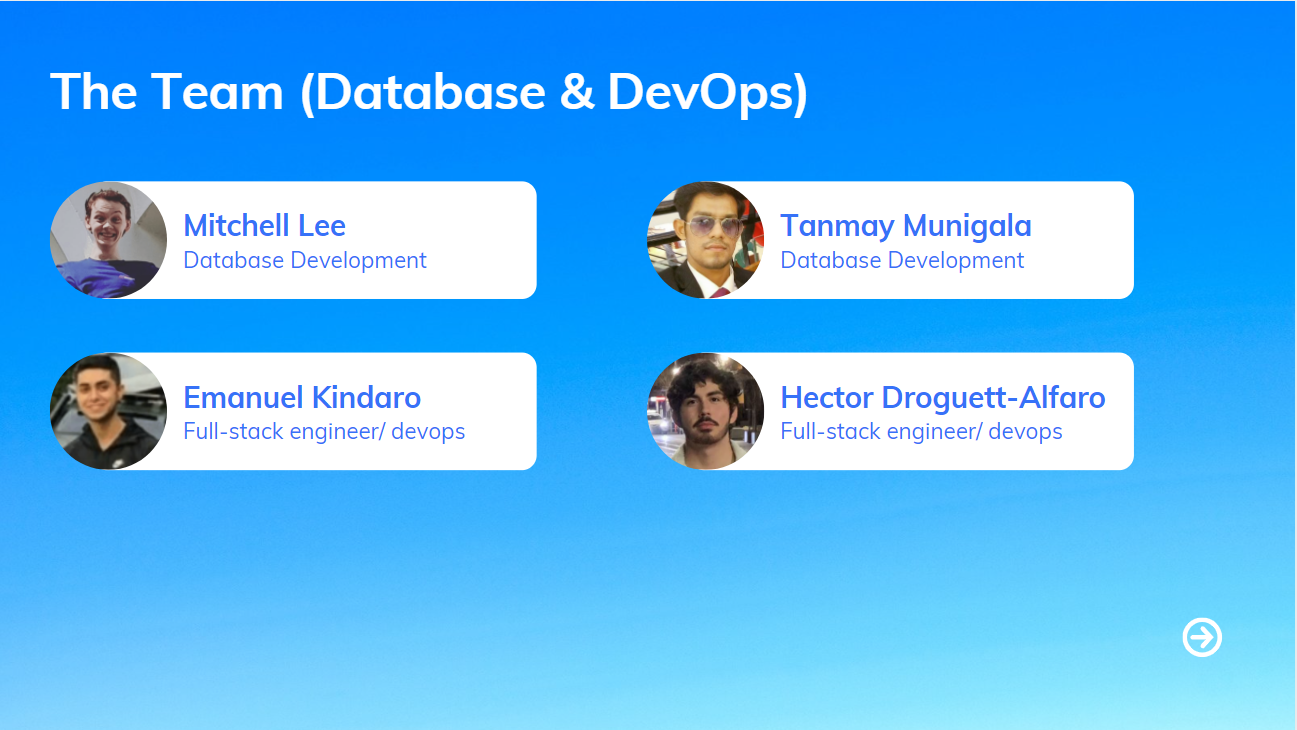 The Team (Database & DevOps)
Mitchell Lee
Database Development
Tanmay Munigala
Database Development
Emanuel Kindaro
Full-stack engineer/ devops
Hector Droguett-Alfaro
Full-stack engineer/ devops